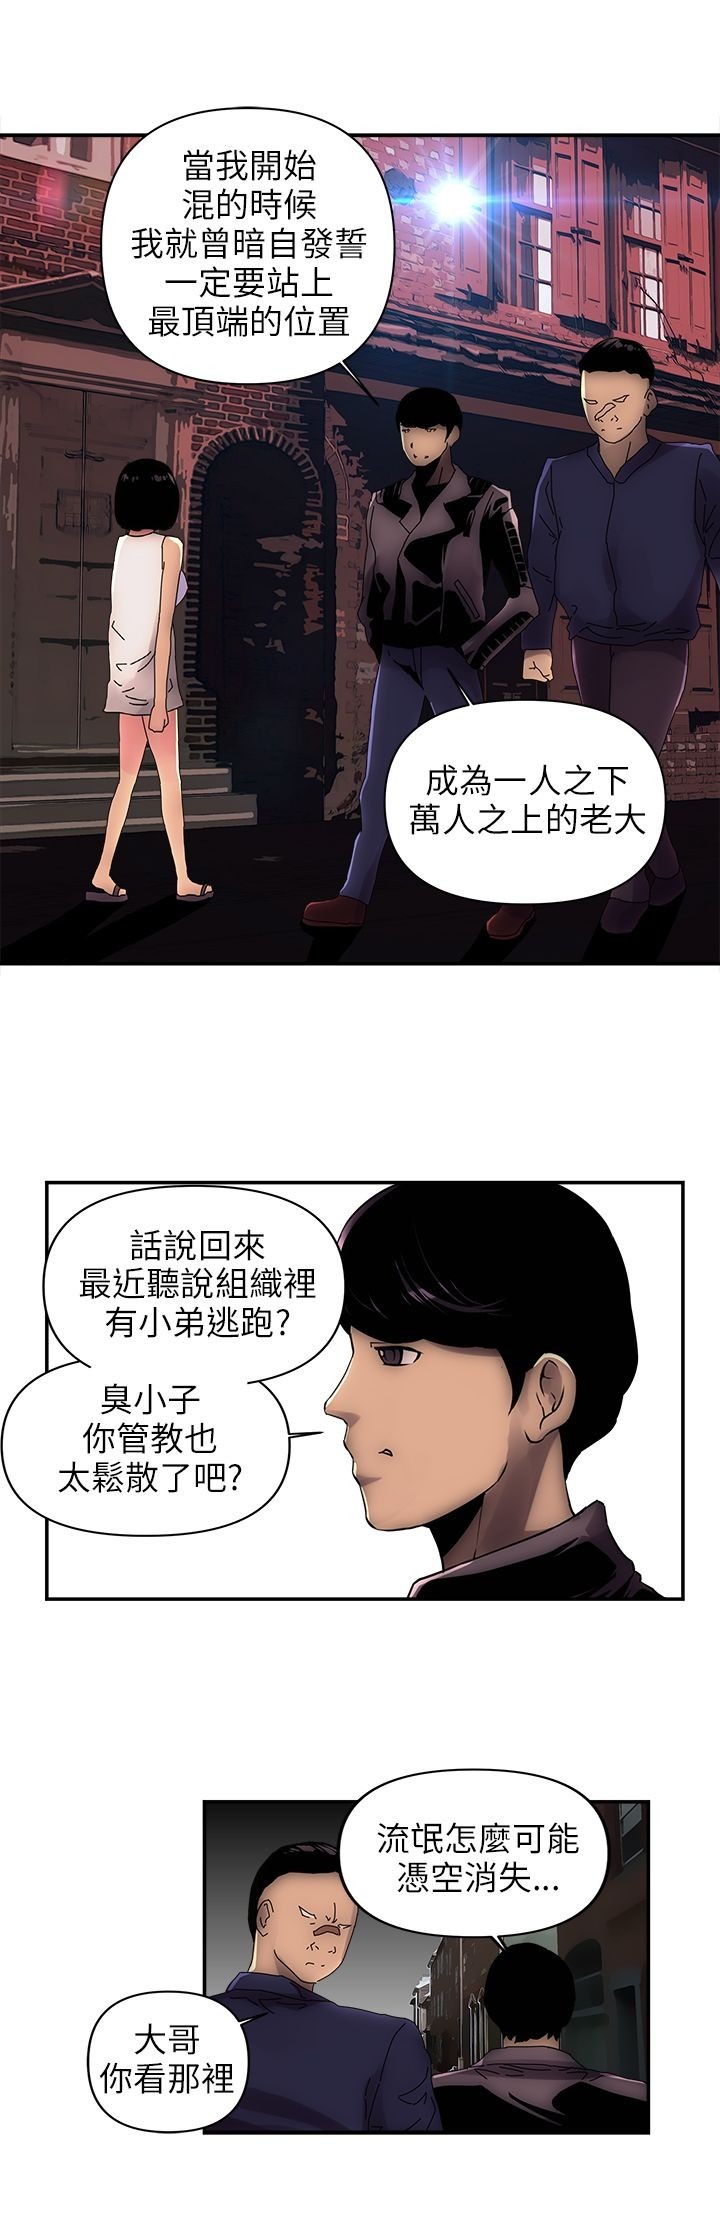 當我開始
混的時候
我就曾暗自發誓
一定要站上
最頂端的位置
成為一人之下
萬人之上的老大
話說回來
最近聽說組織裡
有小弟逃跑?
臭小子
你管教也
太鬆散了吧?
流氓怎麼可能
憑空消失...
大哥
你看那裡